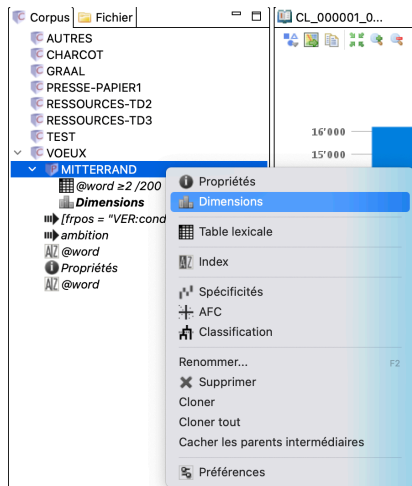 Corpus
Fichier
CL_000001_0...
AUTRES
CHARCOT
GRAAL
PRESSE-PAPIER1
RESSOURCES-TD2
RESSOURCES-TD3
TEST
VOEUX
MITTERRAND
@word ≥2 /200
Dimensions
[frpos = "VER:cond
ambition
@word
Propriétés
@word
16'000
15'000
Propriétés
Dimensions
Table lexicale
Index
Spécificités
AFC
Classification
Renommer... F2
Supprimer
Cloner
Cloner tout
Cacher les parents intermédiaires
Préférences